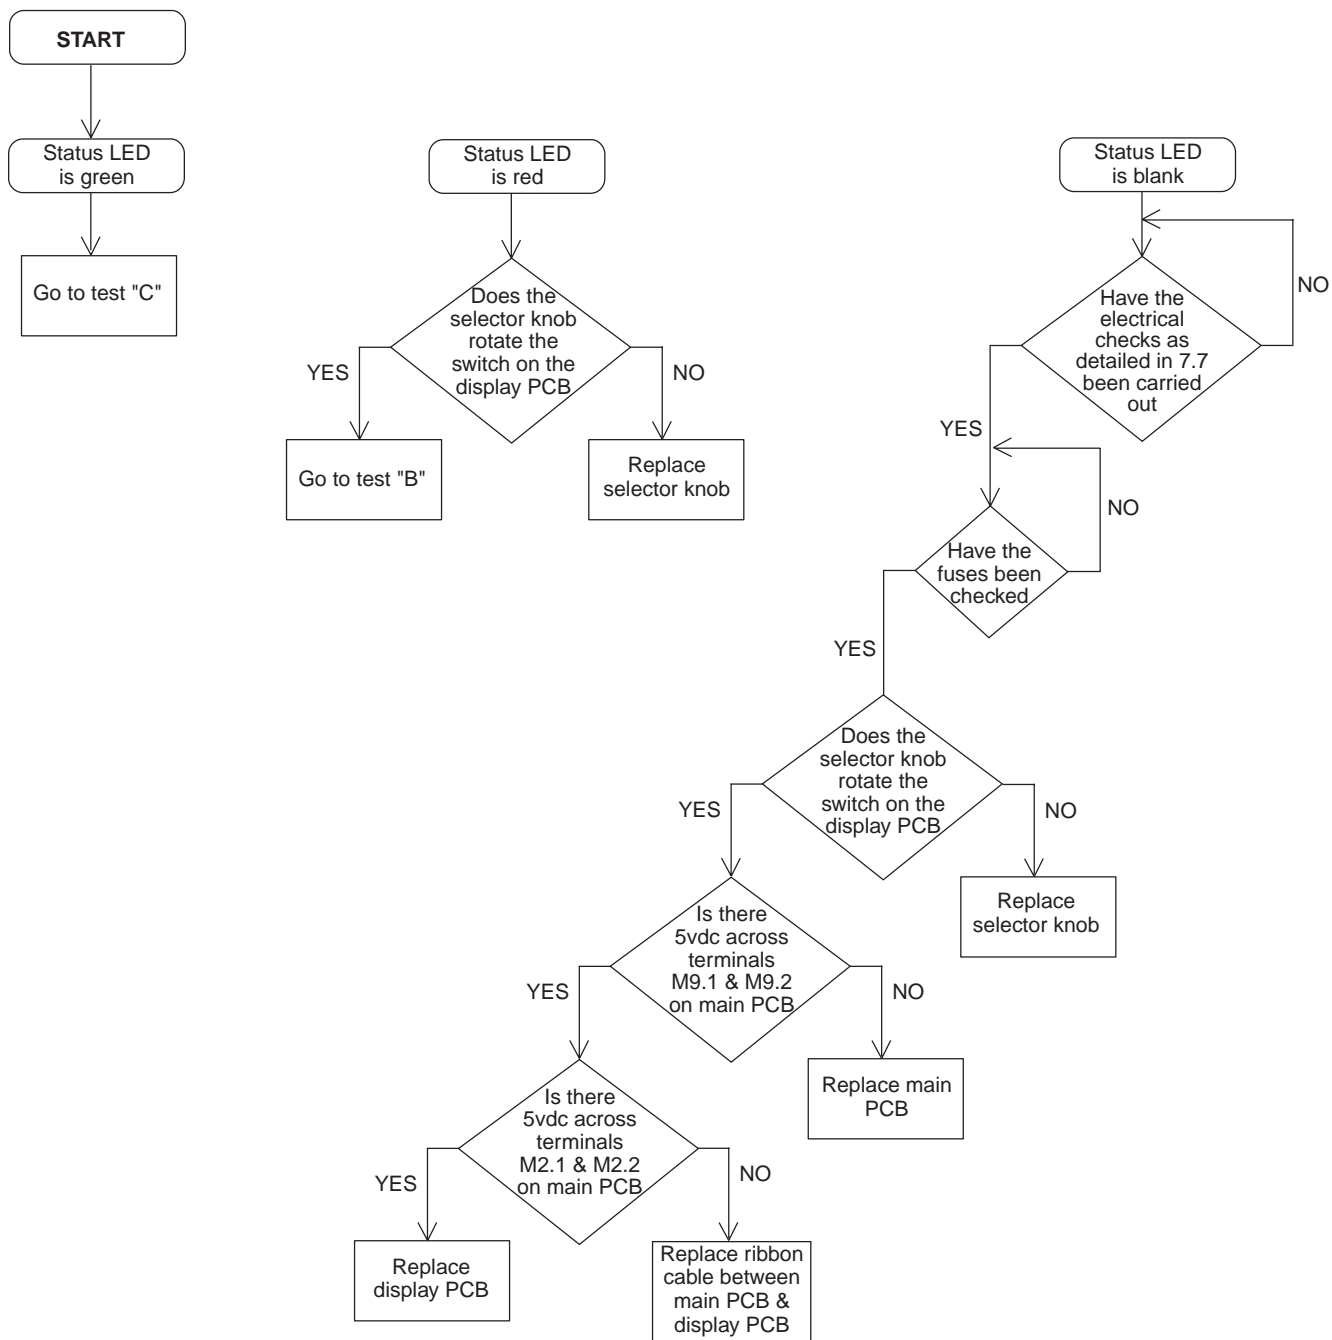 START
Status LED
is green
Go to test "C"
Status LED
is red
Does the
selector knob
rotate the
switch on the
display PCB
YES
NO
Go to test "B"
Replace
selector knob
Status LED
is blank
NO
Have the
electrical
checks as
detailed in 7.7
been carried
out
YES
NO
Have the
fuses been
checked
YES
Does the
selector knob
rotate the
switch on the
display PCB
YES
NO
Replace
selector knob
Is there
5vdc across
terminals
M9.1 & M9.2
on main PCB
YES
NO
Replace main
PCB
Is there
5vdc across
terminals
M2.1 & M2.2
on main PCB
YES
NO
Replace
display PCB
Replace ribbon
cable between
main PCB &
display PCB